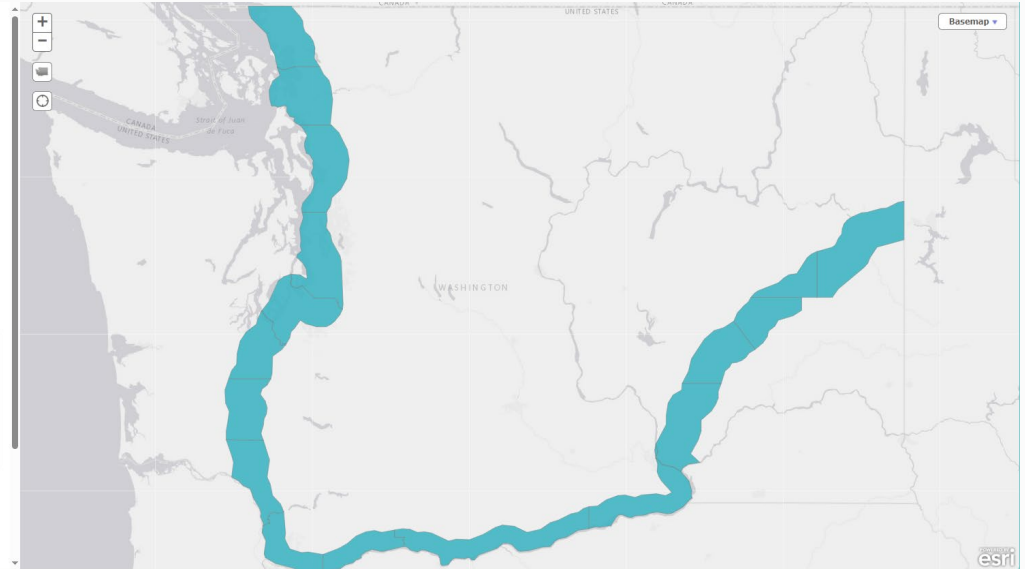 CANADA
UNITED STATES
CANADA
+
Basemap ▾
−
Strait of Juan
de Fuca
CANADA
UNITED STATES
WASHINGTON
esri